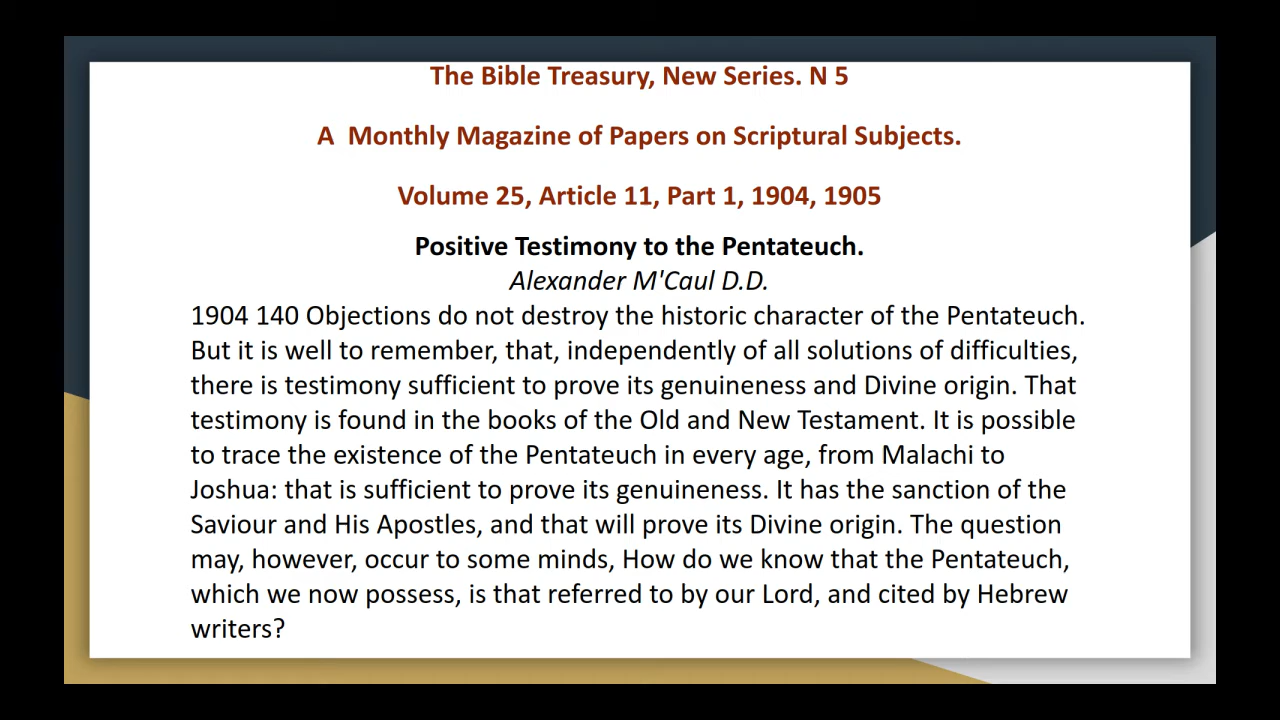 The Bible Treasury, New Series. N 5
A  Monthly Magazine of Papers on Scriptural Subjects.
Volume 25, Article 11, Part 1, 1904, 1905
Positive Testimony to the Pentateuch.
Alexander M'Caul D.D.
1904 140 Objections do not destroy the historic character of the Pentateuch.
But it is well to remember, that, independently of all solutions of difficulties,
there is testimony sufficient to prove its genuineness and Divine origin. That
testimony is found in the books of the Old and New Testament. It is possible
to trace the existence of the Pentateuch in every age, from Malachi to
Joshua: that is sufficient to prove its genuineness. It has the sanction of the
Saviour and His Apostles, and that will prove its Divine origin. The question
may, however, occur to some minds, How do we know that the Pentateuch,
which we now possess, is that referred to by our Lord, and cited by Hebrew
writers?